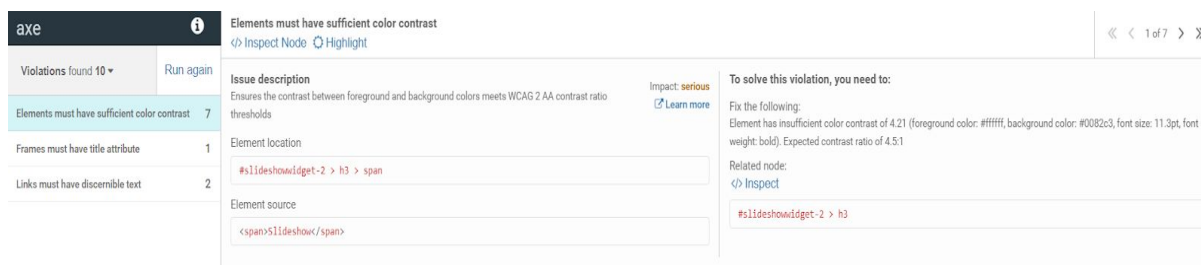 axe
Violations found 10
Run again
Elements must have sufficient color contrast 7
Frames must have title attribute 1
Links must have discernible text 2
Elements must have sufficient color contrast
</> Inspect Node Highlight
1 of 7
Issue description
Impact: serious
Ensures the contrast between foreground and background colors meets WCAG 2 AA contrast ratio
Learn more
thresholds
Element location
#slideshowwidget-2 > h3 > span
Element source
<span>Slideshow</span>
To solve this violation, you need to:
Fix the following:
Element has insufficient color contrast of 4.21 (foreground color: #ffffff, background color: #0082c3, font size: 11.3pt, font
weight: bold). Expected contrast ratio of 4.5:1
Related node:
</> Inspect
#slideshowwidget-2 > h3